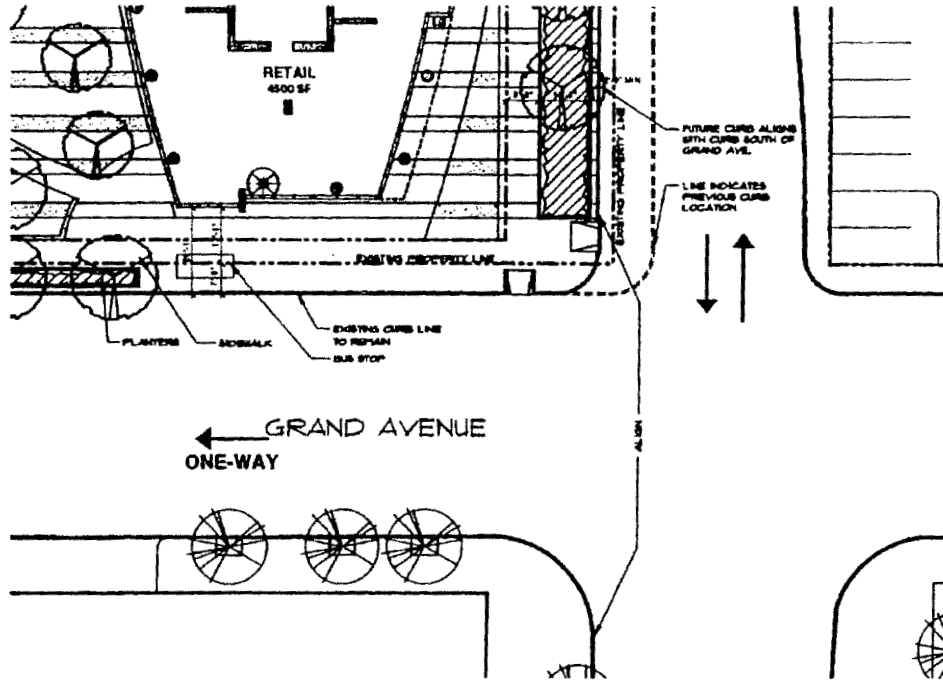 RETAIL
4500 SF
FUTURE CURB ALIGNS
WITH CURB SOUTH OF
GRAND AVE.
EXISTING PROPERTY LINE
LINE INDICATES
PREVIOUS CURB
LOCATION
EXISTING PROPERTY LINE
EXISTING CURB LINE
TO REMAIN
PLANTERS
SIDEWALK
BUS STOP
ALIGN
GRAND AVENUE
ONE-WAY